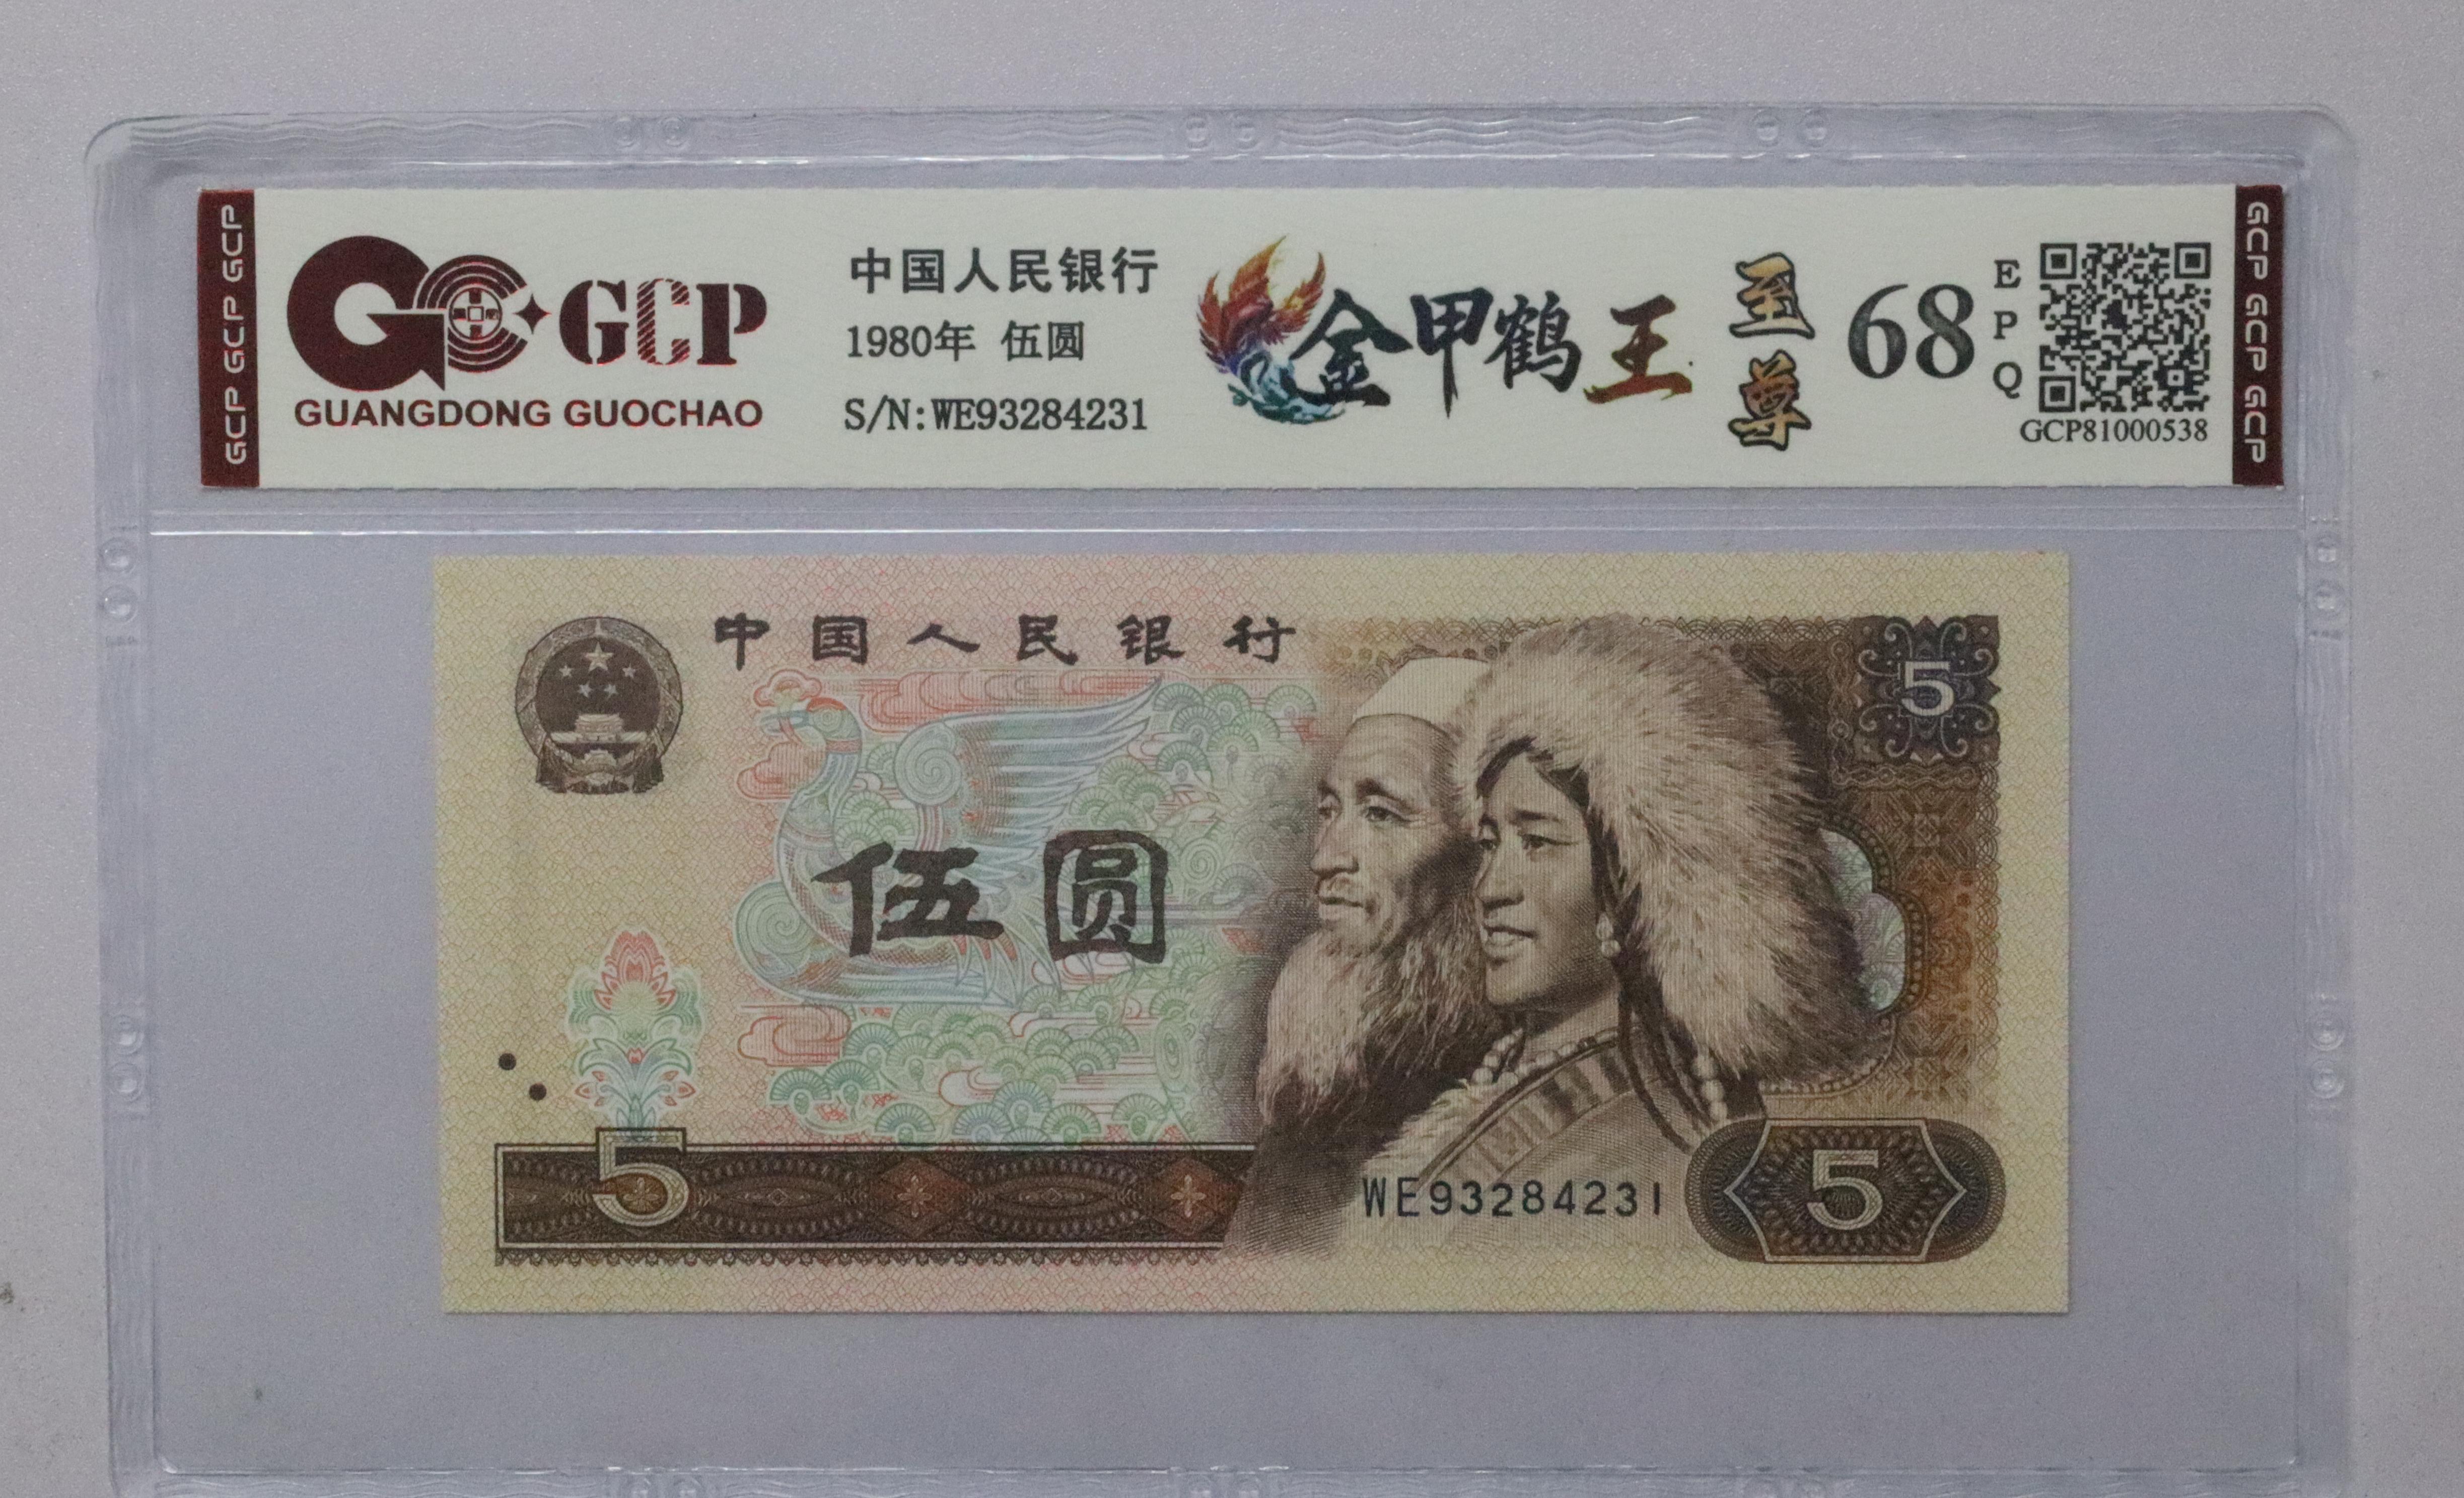 GCP GCP GCP
GCP
GUANGDONG GUOCHAO
中国人民银行
1980年 伍圆
S/N:WE93284231
金甲鹤王
至尊
68
EPQ
GCP81000538
GCP GCP GCP
中国人民银行
5
伍圆
5
WE93284231
5